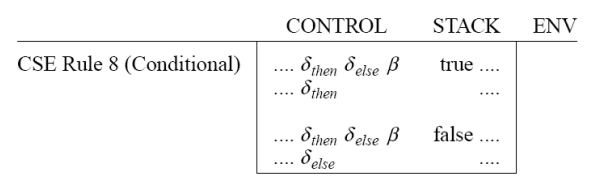 CONTROL STACK ENV
CSE Rule 8 (Conditional) .... δthen δelse β true ....
.... δthen ....
.... δthen δelse β false ....
.... δelse ....